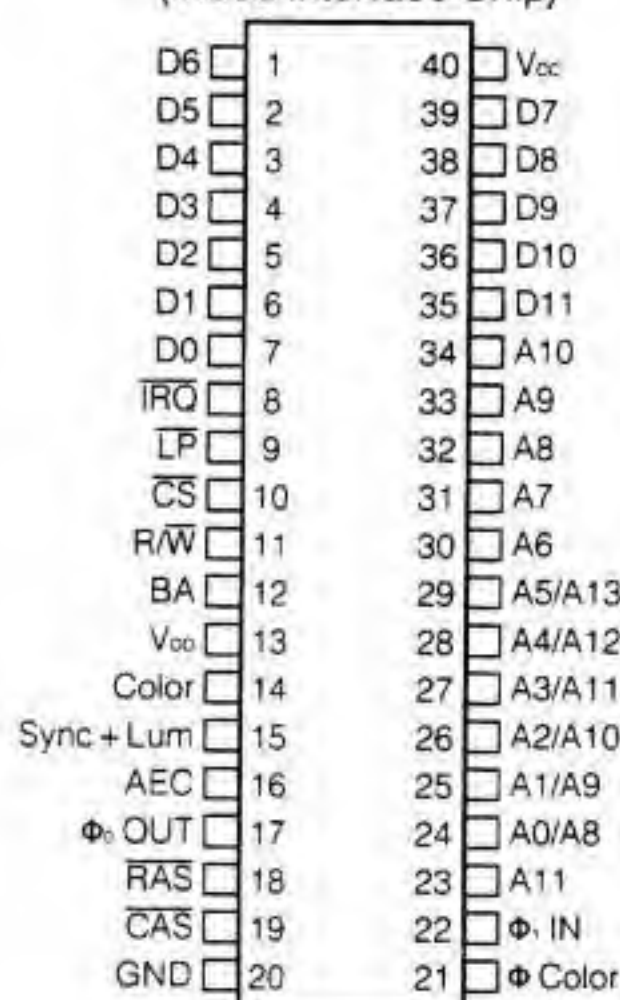 (Video Interface Chip)
D6 1 40 Vcc
D5 2 39 D7
D4 3 38 D8
D3 4 37 D9
D2 5 36 D10
D1 6 35 D11
D0 7 34 A10
IRQ 8 33 A9
LP 9 32 A8
CS 10 31 A7
R/W 11 30 A6
BA 12 29 A5/A13
VDD 13 28 A4/A12
Color 14 27 A3/A11
Sync + Lum 15 26 A2/A10
AEC 16 25 A1/A9
Φ0 OUT 17 24 A0/A8
RAS 18 23 A11
CAS 19 22 Φ1 IN
GND 20 21 Φ Color